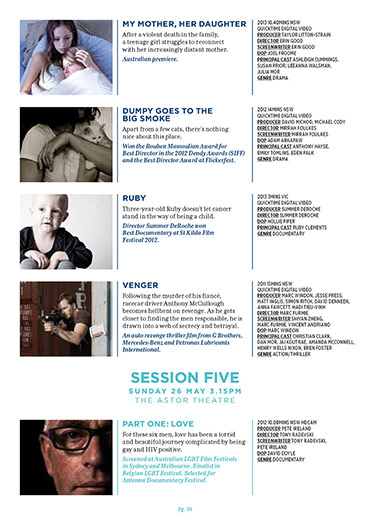 MY MOTHER, HER DAUGHTER
After a violent death in the family,
a teenage girl struggles to reconnect
with her increasingly distant mother.
Australian premiere.
2013 10.40MINS NSW
QUICKTIME DIGITAL VIDEO
PRODUCER TAYLOR LITTON-STRAIN
DIRECTOR ERIN GOOD
SCREENWRITER ERIN GOOD
DOP JOEL FROOME
PRINCIPAL CAST ASHLEIGH CUMMINGS,
SUSAN PRIOR, LEEANNA WALSMAN,
JULIA MOR
GENRE DRAMA
DUMPY GOES TO THE
BIG SMOKE
Apart from a few cats, there's nothing
nice about this place.
Won the Rouben Mamoulian Award for
Best Director in the 2012 Dendy Awards (SIFF)
and the Best Director Award at Flickerfest.
2012 14MINS NSW
QUICKTIME DIGITAL VIDEO
PRODUCER DAVID MICHOD, MICHAEL CODY
DIRECTOR MIRRAH FOULKES
SCREENWRITER MIRRAH FOULKES
DOP ADAM ARKAPAW
PRINCIPAL CAST ANTHONY HAYSE,
EMILY TOMLINS, EDEN FALK
GENRE DRAMA
RUBY
Three-year-old Ruby doesn't let cancer
stand in the way of being a child.
Director Summer DeRoche won
Best Documentary at St Kilda Film
Festival 2012.
2013 3MINS VIC
QUICKTIME DIGITAL VIDEO
PRODUCER SUMMER DEROCHE
DIRECTOR SUMMER DEROCHE
DOP HOLLIE FIFER
PRINCIPAL CAST RUBY CLEMENTS
GENRE DOCUMENTARY
VENGER
Following the murder of his fiancé,
racecar driver Anthony McCullough
becomes hellbent on revenge. As he gets
closer to finding the men responsible, he is
drawn into a web of secrecy and betrayal.
An auto revenge thriller film from G Brothers,
Mercedes-Benz and Petronas Lubricants
International.
2011 15MINS NSW
QUICKTIME DIGITAL VIDEO
PRODUCER MARC WINDON, JESSE PRESS,
MATT INGLIS, SIMON RITCH, DAVID DENNEEN,
ANNA FAWCETT, MADITIEU-VINH
DIRECTOR MARC FURMIE
SCREENWRITER SHIYAN ZHENG,
MARC FURMIE, VINCENT ANDRIANO
DOP MARC WINDON
PRINCIPAL CAST CHRISTIAN CLARK,
DAN MOR, JAI KOUTRAE, AMANDA MCCONNELL,
HENRY WELLS NIXON, BREN FOSTER
GENRE ACTION/THRILLER
SESSION FIVE
SUNDAY 26 MAY 3.15PM
THE ASTOR THEATRE
PART ONE: LOVE
For these six men, love has been a torrid
and beautiful journey complicated by being
gay and HIV positive.
Screened at Australian LGBT Film Festivals
in Sydney and Melbourne. Finalist in
Belgian LGBT Festival. Selected for
Antenna Documentary Festival.
2012 10.08MINS NSW HDCAM
PRODUCER PETE IRELAND
DIRECTOR TONY RADEVSKI
SCREENWRITER TONY RADEVSKI,
PETE IRELAND
DOP DAVID DOYLE
GENRE DOCUMENTARY